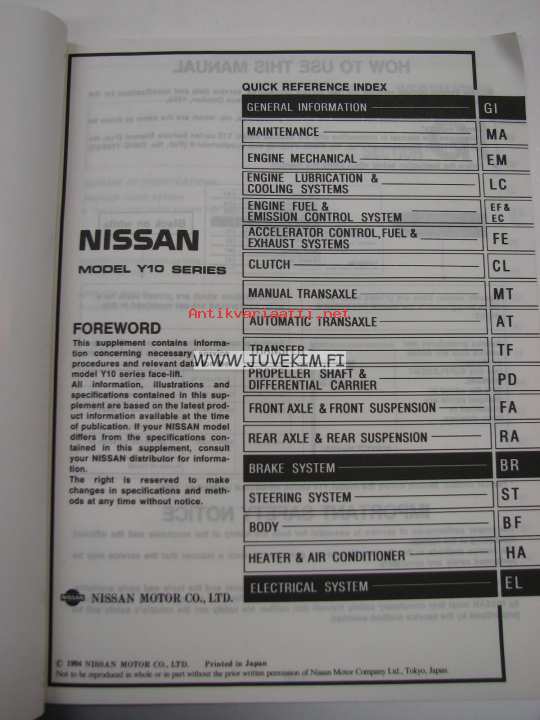 QUICK REFERENCE INDEX
GENERAL INFORMATION GI
MAINTENANCE MA
ENGINE MECHANICAL EM
ENGINE LUBRICATION &
COOLING SYSTEMS LC
ENGINE FUEL &
EMISSION CONTROL SYSTEM EF & EC
ACCELERATOR CONTROL, FUEL &
EXHAUST SYSTEMS FE
CLUTCH CL
MANUAL TRANSAXLE MT
AUTOMATIC TRANSAXLE AT
TRANSFER TF
PROPELLER SHAFT &
DIFFERENTIAL CARRIER PD
FRONT AXLE & FRONT SUSPENSION FA
REAR AXLE & REAR SUSPENSION RA
BRAKE SYSTEM BR
STEERING SYSTEM ST
BODY BF
HEATER & AIR CONDITIONER HA
ELECTRICAL SYSTEM EL
NISSAN
MODEL Y10 SERIES
FOREWORD
This supplement contains informa-
tion concerning necessary
procedures and relevant data
model Y10 series face-lift.
All information, illustrations and
specifications contained in this sup-
plement are based on the latest prod-
uct information available at the time
of publication. If your NISSAN model
differs from the specifications con-
tained in this supplement, consult
your NISSAN distributor for informa-
tion.
The right is reserved to make
changes in specifications and meth-
ods at any time without notice.
Antikvariaatti.net
WWW.JUVEKIM.FI
NISSAN NISSAN MOTOR CO., LTD.
© 1994 NISSAN MOTOR CO., LTD. Printed in Japan
Not to be reproduced in whole or in part without the prior written permission of Nissan Motor Company Ltd., Tokyo, Japan.
HOW TO USE THIS MANUAL
IMPORTANT SAFETY NOTICE